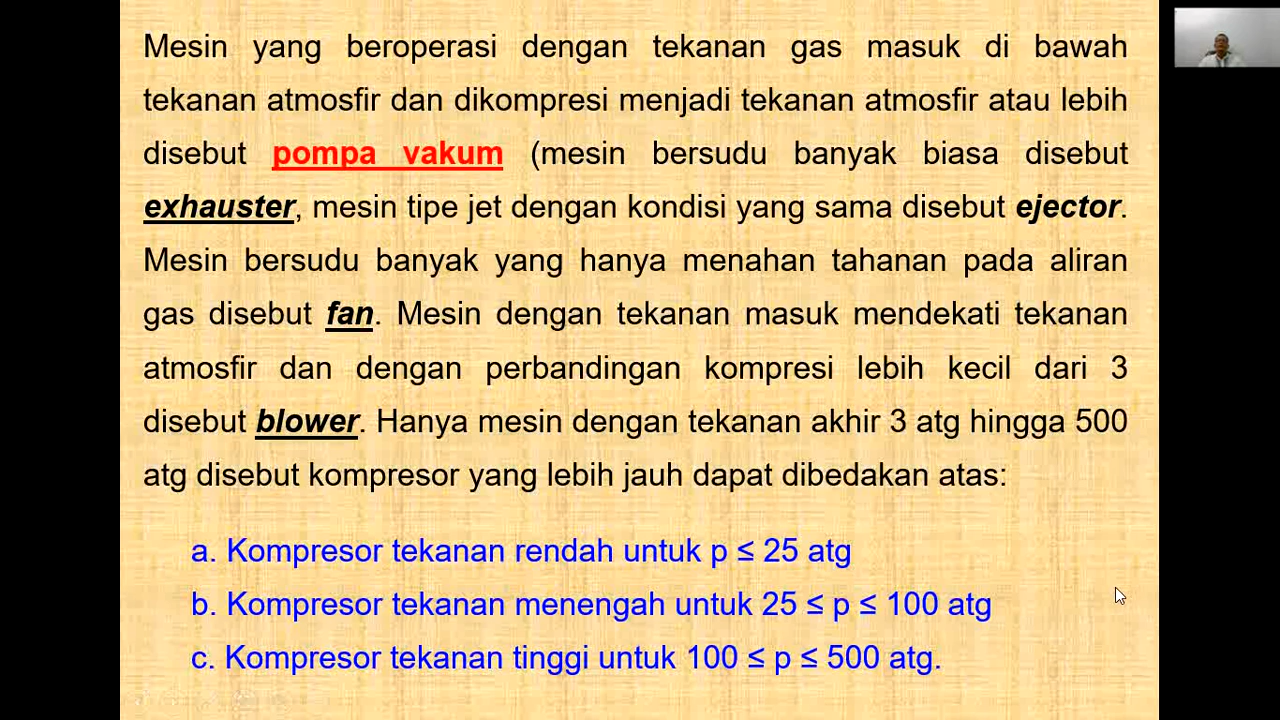 Mesin yang beroperasi dengan tekanan gas masuk di bawah
tekanan atmosfir dan dikompresi menjadi tekanan atmosfir atau lebih
disebut pompa vakum (mesin bersudu banyak biasa disebut
exhauster, mesin tipe jet dengan kondisi yang sama disebut ejector.
Mesin bersudu banyak yang hanya menahan tahanan pada aliran
gas disebut fan. Mesin dengan tekanan masuk mendekati tekanan
atmosfir dan dengan perbandingan kompresi lebih kecil dari 3
disebut blower. Hanya mesin dengan tekanan akhir 3 atg hingga 500
atg disebut kompresor yang lebih jauh dapat dibedakan atas:
a. Kompresor tekanan rendah untuk p ≤ 25 atg
b. Kompresor tekanan menengah untuk 25 ≤ p ≤ 100 atg
c. Kompresor tekanan tinggi untuk 100 ≤ p ≤ 500 atg.